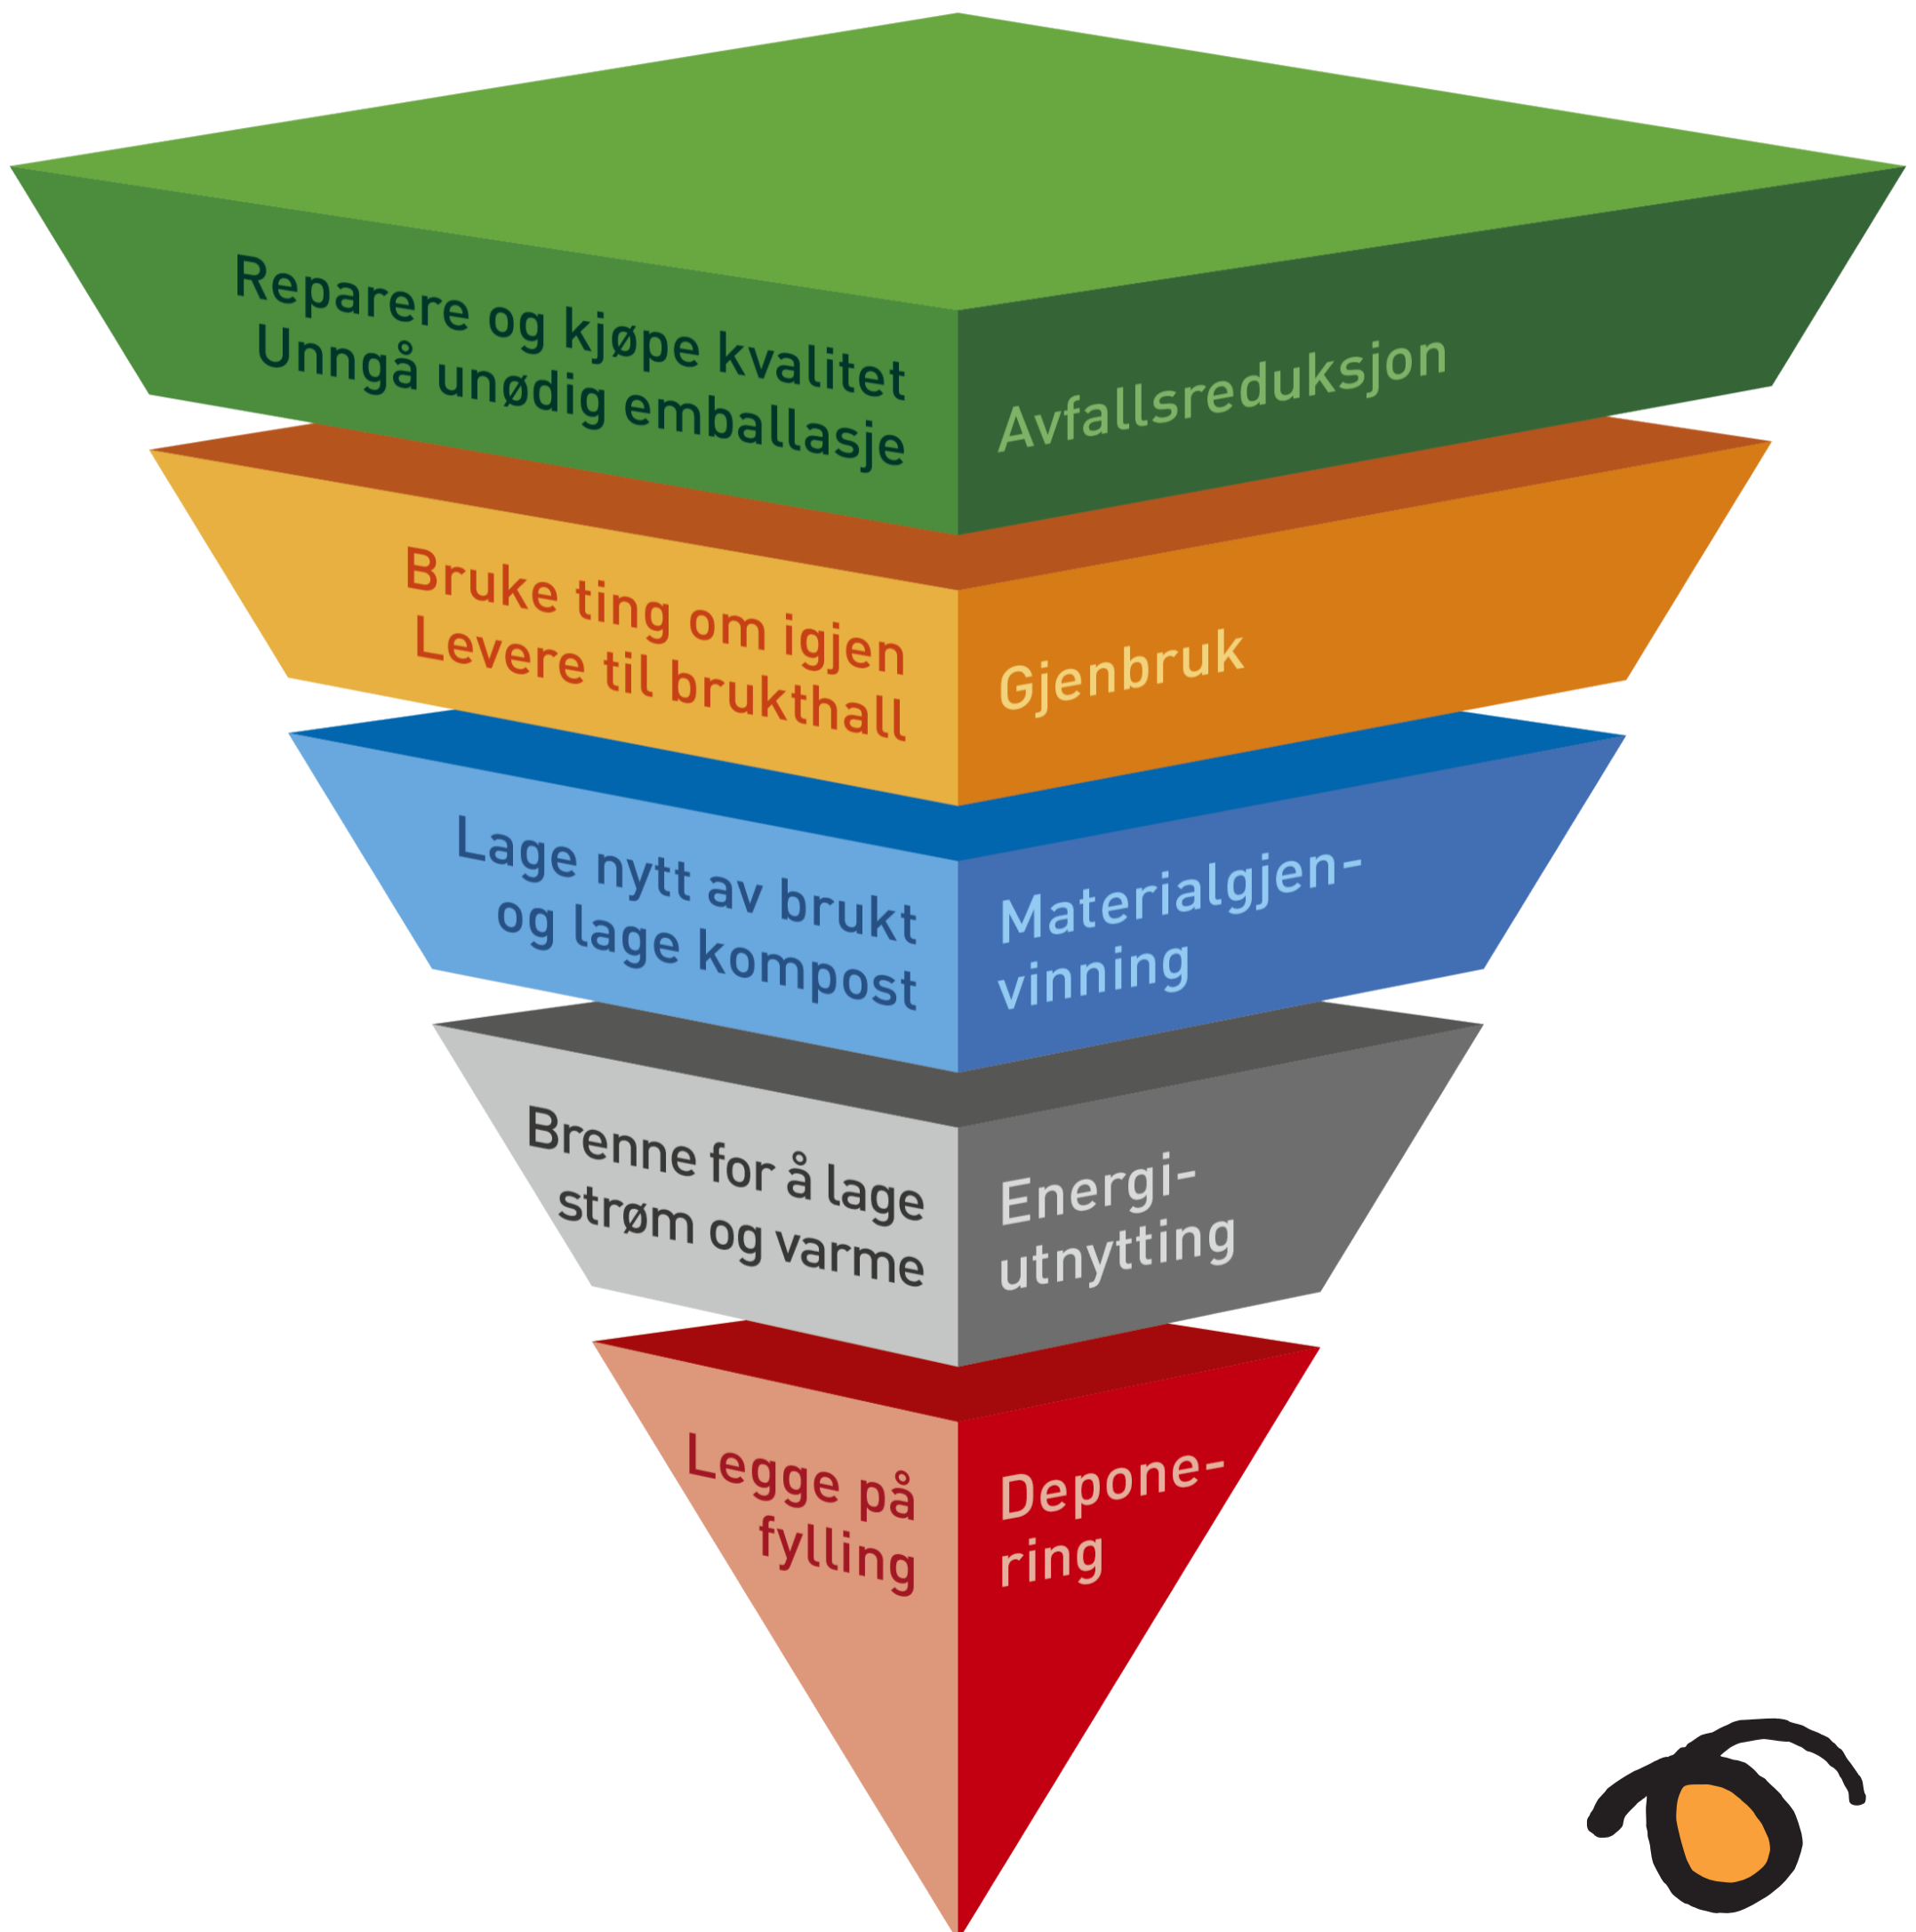 Reparere og kjøpe kvalitet
Unngå unødig emballasje
Avfallsreduksjon
Bruke ting om igjen
Levere til brukthall
Gjenbruk
Lage nytt av brukt
og lage kompost
Materialgjen-
vinning
Brenne for å lage
strøm og varme
Energi-
utnytting
Legge på
fylling
Depone-
ring